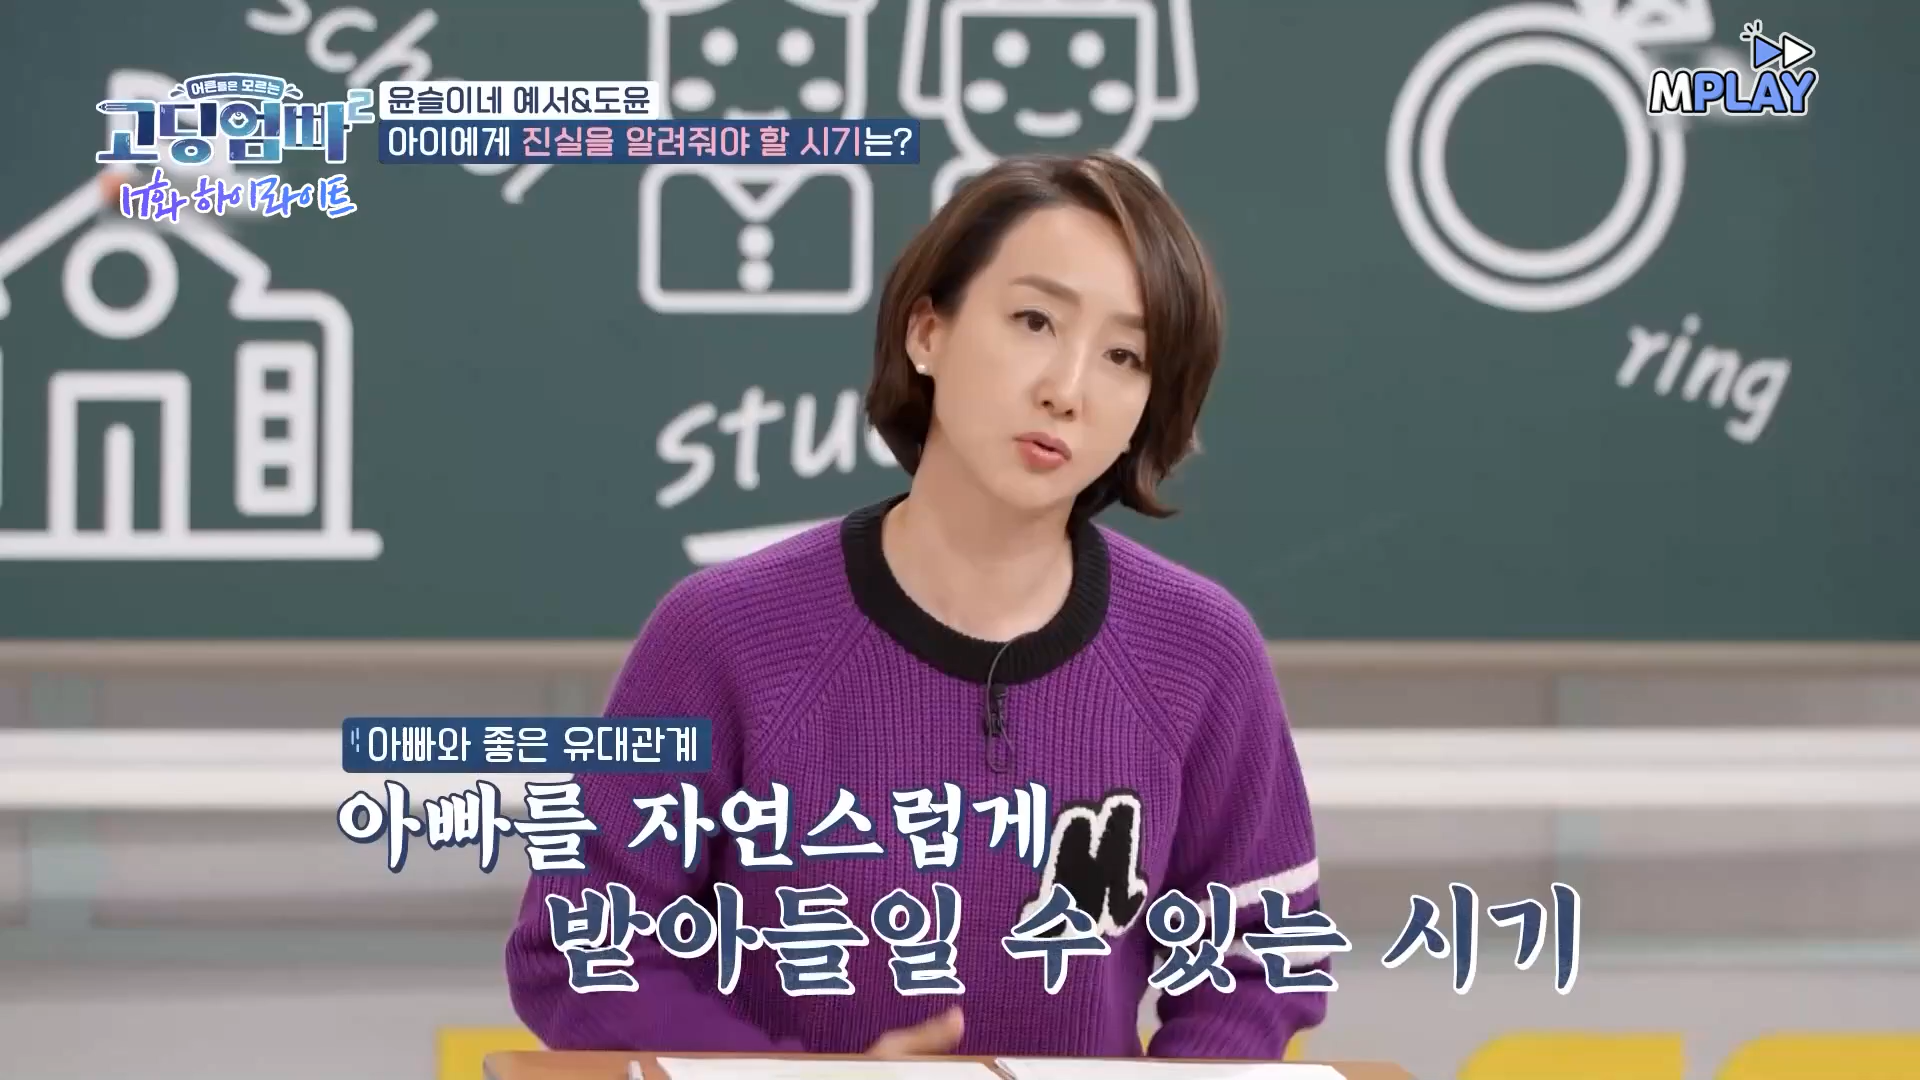 어른들은 모르는
고딩엄빠2
17화 하이라이트
윤슬이네 예서&도윤
아이에게 진실을 알려줘야 할 시기는?
MPLAY
school
ring
아빠와 좋은 유대관계
아빠를 자연스럽게
받아들일 수 있는 시기
M